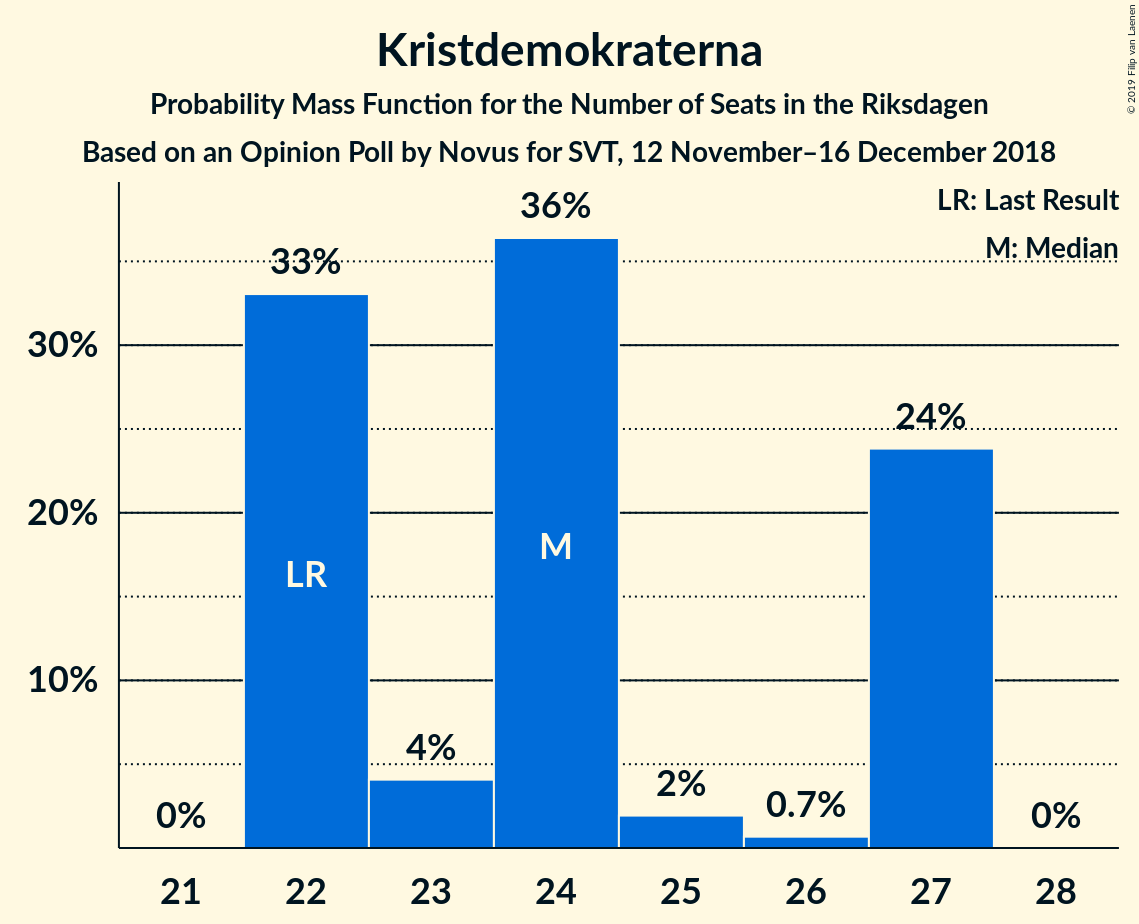 Kristdemokraterna
Probability Mass Function for the Number of Seats in the Riksdagen
Based on an Opinion Poll by Novus for SVT, 12 November–16 December 2018
© 2019 Filip van Laenen
LR: Last Result
M: Median
30%
20%
10%
0%
33%
4%
36%
2%
0.7%
24%
0%
LR
M
21 22 23 24 25 26 27 28